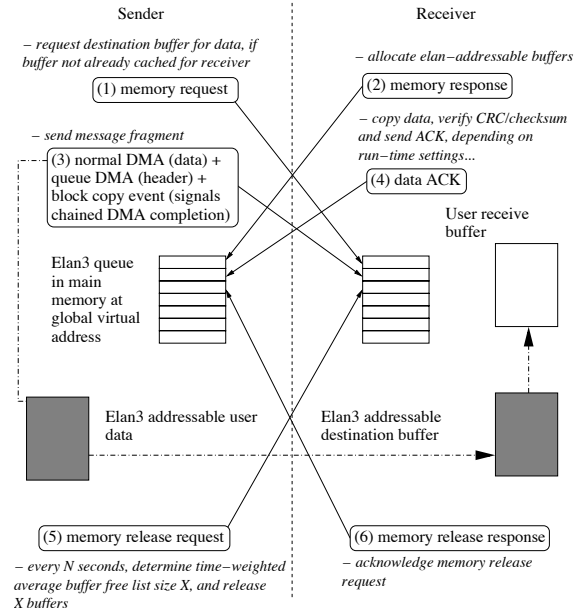 Sender
Receiver
– request destination buffer for data, if
buffer not already cached for receiver
(1) memory request
– allocate elan–addressable buffers
(2) memory response
– copy data, verify CRC/checksum
and send ACK, depending on
run–time settings...
(4) data ACK
– send message fragment
(3) normal DMA (data) +
queue DMA (header) +
block copy event (signals
chained DMA completion)
User receive
buffer
Elan3 queue
in main
memory at
global virtual
address
Elan3 addressable user
data
Elan3 addressable
destination buffer
(5) memory release request
– every N seconds, determine time–weighted
average buffer free list size X, and release
X buffers
(6) memory release response
– acknowledge memory release
request